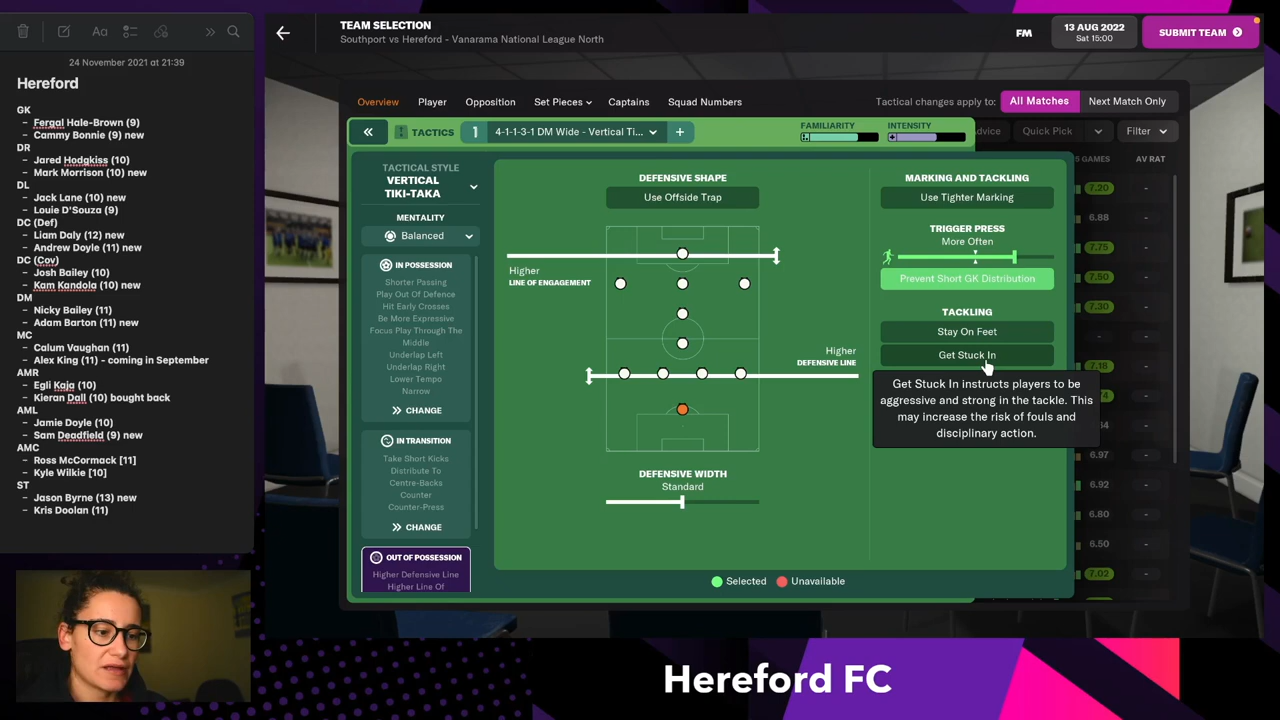 24 November 2021 at 21:39
Hereford
GK
- Fergal Hale-Brown (9)
- Cammy Bonnie (9) new
DR
- Jared Hodgkiss (10)
- Mark Morrison (10) new
DL
- Jack Lane (10) new
- Louie D'Souza (9)
DC (Def)
- Liam Daly (12) new
- Andrew Doyle (11) new
DC (Cov)
- Josh Bailey (10)
- Kam Kandola (10) new
DM
- Nicky Bailey (11)
- Adam Barton (11) new
MC
- Calum Vaughan (11)
- Alex King (11) - coming in September
AMR
- Egli Kaja (10)
- Kieran Dall (10) bought back
AML
- Jamie Doyle (10)
- Sam Deadfield (9) new
AMC
- Ross McCormack [11]
- Kyle Wilkie [10]
ST
- Jason Byrne (13) new
- Kris Doolan (11)
TEAM SELECTION
Southport vs Hereford - Vanarama National League North
FM
13 AUG 2022
Sat 15:00
SUBMIT TEAM
Overview Player Opposition Set Pieces Captains Squad Numbers
Tactical changes apply to: All Matches Next Match Only
TACTICS 1 4-1-1-3-1 DM Wide - Vertical Ti...
FAMILIARITY INTENSITY
Advice Quick Pick Filter
TACTICAL STYLE
VERTICAL
TIKI-TAKA
MENTALITY
Balanced
IN POSSESSION
Shorter Passing
Play Out Of Defence
Hit Early Crosses
Be More Expressive
Focus Play Through The
Middle
Underlap Left
Underlap Right
Lower Tempo
Narrow
CHANGE
IN TRANSITION
Take Short Kicks
Distribute To
Centre-Backs
Counter
Counter-Press
CHANGE
OUT OF POSSESSION
Higher Defensive Line
Higher Line Of
DEFENSIVE SHAPE
Use Offside Trap
Higher
LINE OF ENGAGEMENT
Higher
DEFENSIVE LINE
DEFENSIVE WIDTH
Standard
MARKING AND TACKLING
Use Tighter Marking
TRIGGER PRESS
More Often
Prevent Short GK Distribution
TACKLING
Stay On Feet
Get Stuck In
Get Stuck In instructs players to be
aggressive and strong in the tackle. This
may increase the risk of fouls and
disciplinary action.
Selected Unavailable
GAMES AV RAT
7.20 -
6.88 -
7.75 -
7.50 -
- -
7.18 -
6.97 -
6.92 -
6.80 -
6.50 -
7.02 -
Hereford FC